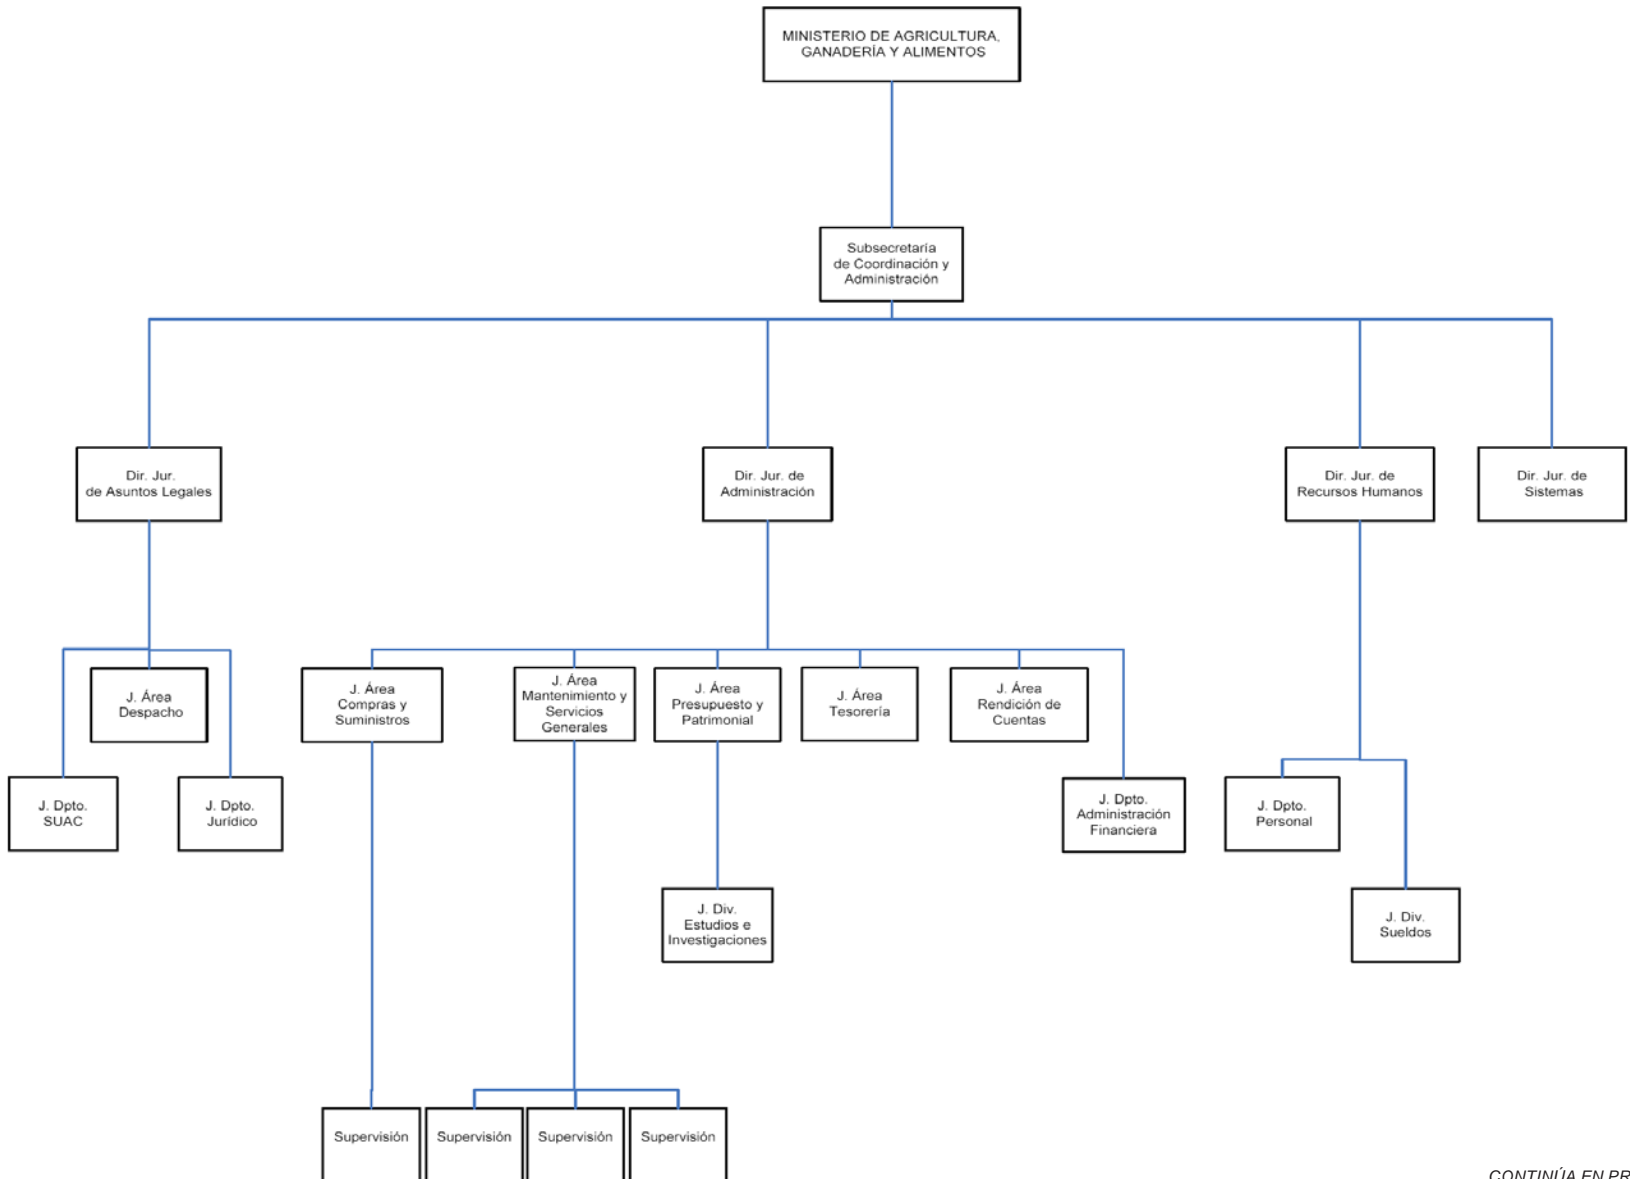 MINISTERIO DE AGRICULTURA,
GANADERÍA Y ALIMENTOS
Subsecretaría
de Coordinación y
Administración
Dir. Jur.
de Asuntos Legales
Dir. Jur. de
Administración
Dir. Jur. de
Recursos Humanos
Dir. Jur. de
Sistemas
J. Área
Despacho
J. Área
Compras y
Suministros
J. Área
Mantenimiento y
Servicios
Generales
J. Área
Presupuesto y
Patrimonial
J. Área
Tesorería
J. Área
Rendición de
Cuentas
J. Dpto.
SUAC
J. Dpto.
Jurídico
J. Dpto.
Administración
Financiera
J. Dpto.
Personal
J. Div.
Estudios e
Investigaciones
J. Div.
Sueldos
Supervisión
Supervisión
Supervisión
Supervisión
CONTINÚA EN PR